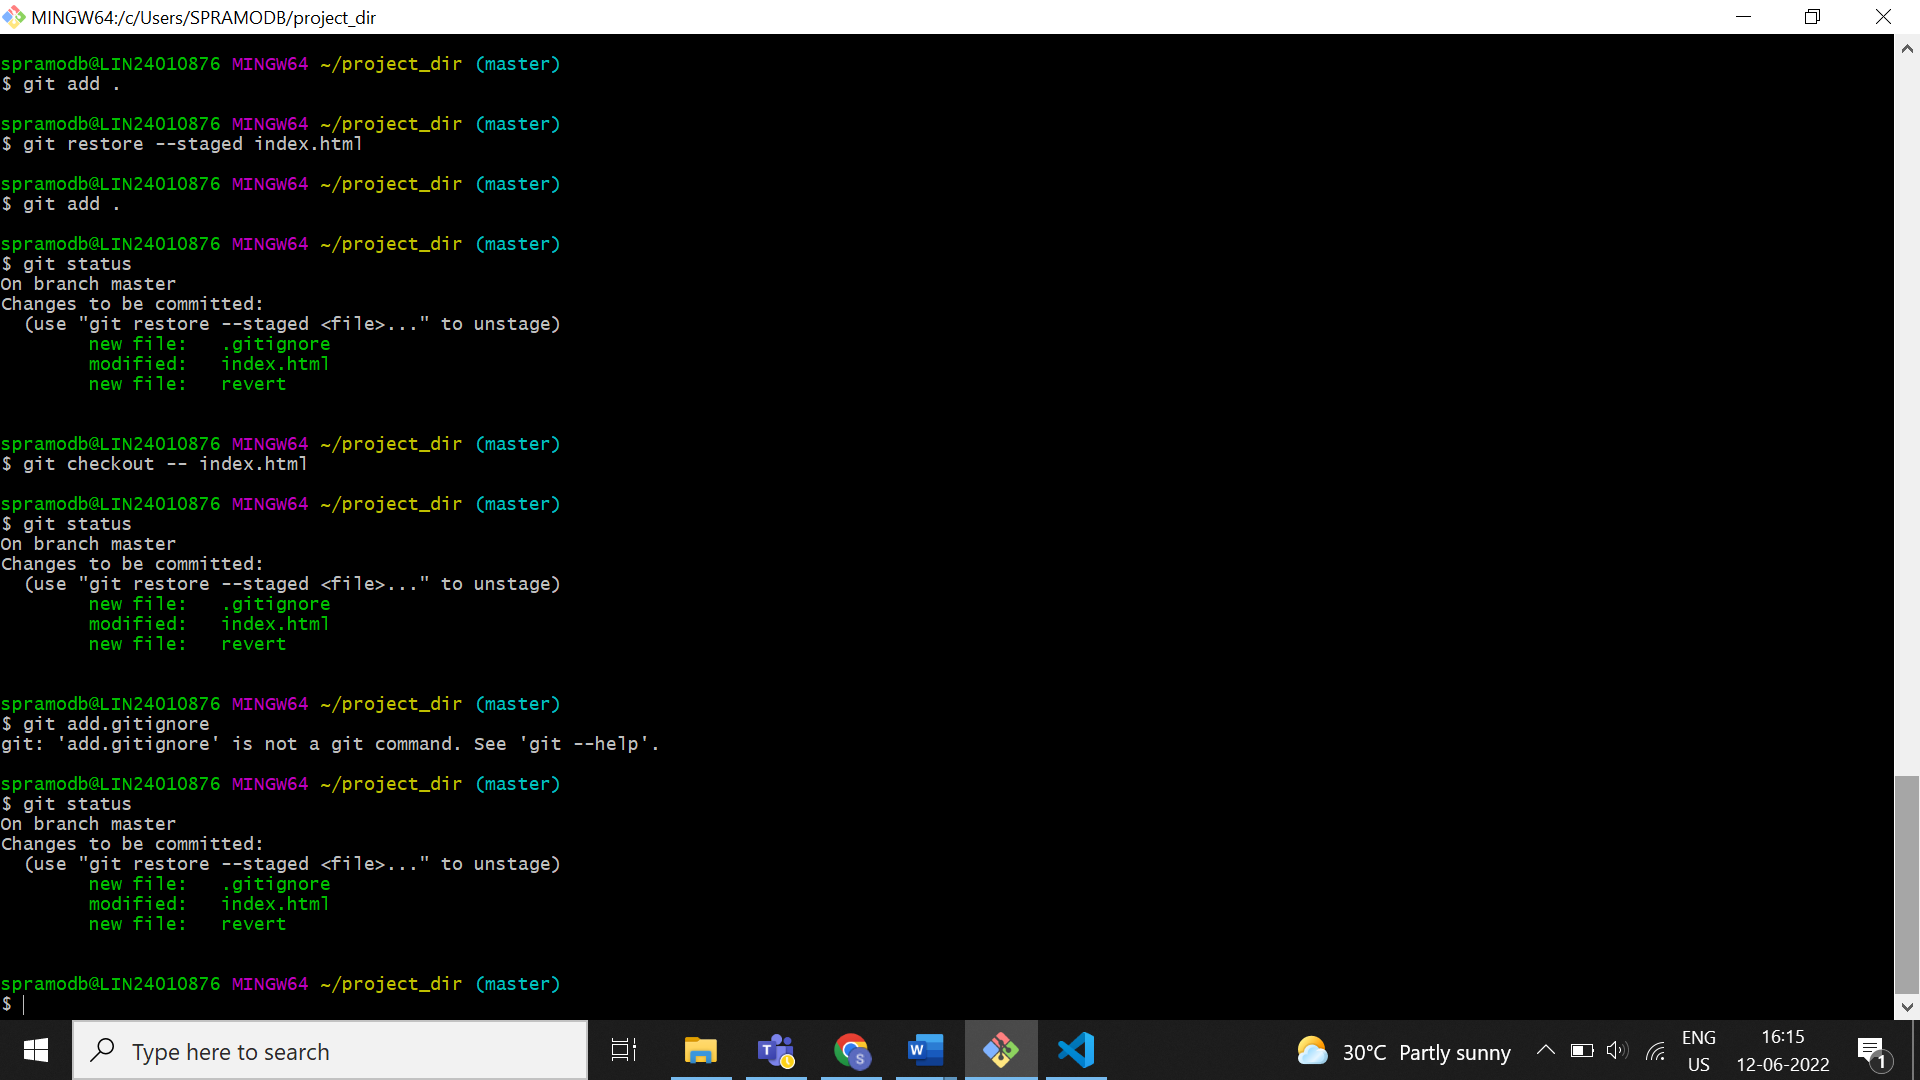 MINGW64:/c/Users/SPRAMODB/project_dir
spramodb@LIN24010876 MINGW64 ~/project_dir (master)
$ git add .
spramodb@LIN24010876 MINGW64 ~/project_dir (master)
$ git restore --staged index.html
spramodb@LIN24010876 MINGW64 ~/project_dir (master)
$ git add .
spramodb@LIN24010876 MINGW64 ~/project_dir (master)
$ git status
On branch master
Changes to be committed:
  (use "git restore --staged <file>..." to unstage)
        new file:   .gitignore
        modified:   index.html
        new file:   revert
spramodb@LIN24010876 MINGW64 ~/project_dir (master)
$ git checkout -- index.html
spramodb@LIN24010876 MINGW64 ~/project_dir (master)
$ git status
On branch master
Changes to be committed:
  (use "git restore --staged <file>..." to unstage)
        new file:   .gitignore
        modified:   index.html
        new file:   revert
spramodb@LIN24010876 MINGW64 ~/project_dir (master)
$ git add.gitignore
git: 'add.gitignore' is not a git command. See 'git --help'.
spramodb@LIN24010876 MINGW64 ~/project_dir (master)
$ git status
On branch master
Changes to be committed:
  (use "git restore --staged <file>..." to unstage)
        new file:   .gitignore
        modified:   index.html
        new file:   revert
spramodb@LIN24010876 MINGW64 ~/project_dir (master)
$
Type here to search
T
S
W
30°C Partly sunny
ENG
US
16:15
12-06-2022
1